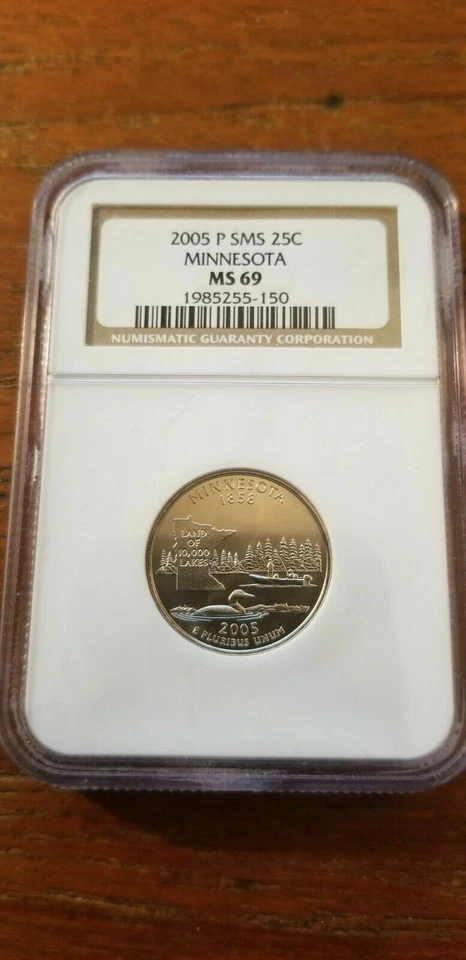 2005 P SMS 25C
MINNESOTA
MS 69
1985255-150
NUMISMATIC GUARANTY CORPORATION
MINNESOTA
1858
LAND
OF
10,000
LAKES
2005
E PLURIBUS UNUM